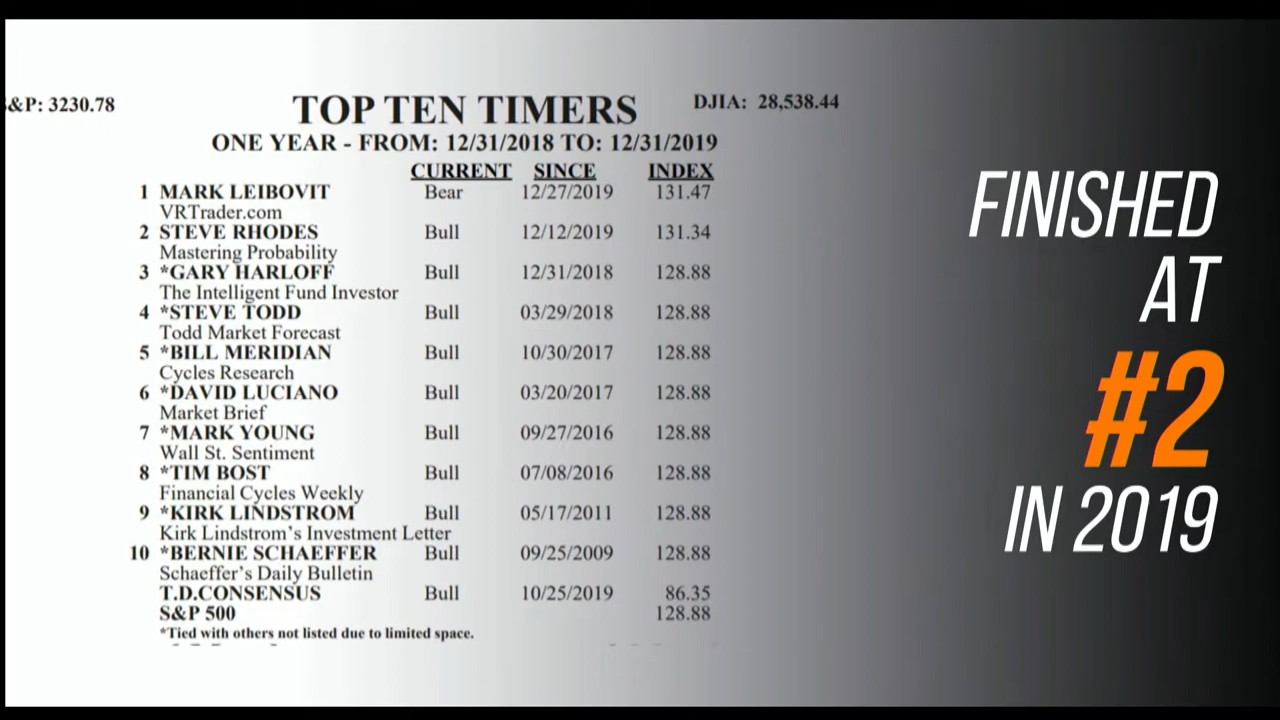 &P: 3230.78
TOP TEN TIMERS
DJIA: 28,538.44
ONE YEAR - FROM: 12/31/2018 TO: 12/31/2019
CURRENT SINCE INDEX
1 MARK LEIBOVIT Bear 12/27/2019 131.47
VRTrader.com
2 STEVE RHODES Bull 12/12/2019 131.34
Mastering Probability
3 *GARY HARLOFF Bull 12/31/2018 128.88
The Intelligent Fund Investor
4 *STEVE TODD Bull 03/29/2018 128.88
Todd Market Forecast
5 *BILL MERIDIAN Bull 10/30/2017 128.88
Cycles Research
6 *DAVID LUCIANO Bull 03/20/2017 128.88
Market Brief
7 *MARK YOUNG Bull 09/27/2016 128.88
Wall St. Sentiment
8 *TIM BOST Bull 07/08/2016 128.88
Financial Cycles Weekly
9 *KIRK LINDSTROM Bull 05/17/2011 128.88
Kirk Lindstrom's Investment Letter
10 *BERNIE SCHAEFFER Bull 09/25/2009 128.88
Schaeffer's Daily Bulletin
T.D.CONSENSUS Bull 10/25/2019 86.35
S&P 500 128.88
*Tied with others not listed due to limited space.
FINISHED
AT
#2
IN 2019